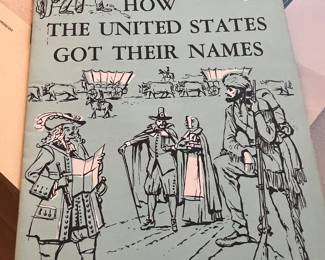 HOW
THE UNITED STATES
GOT THEIR NAMES